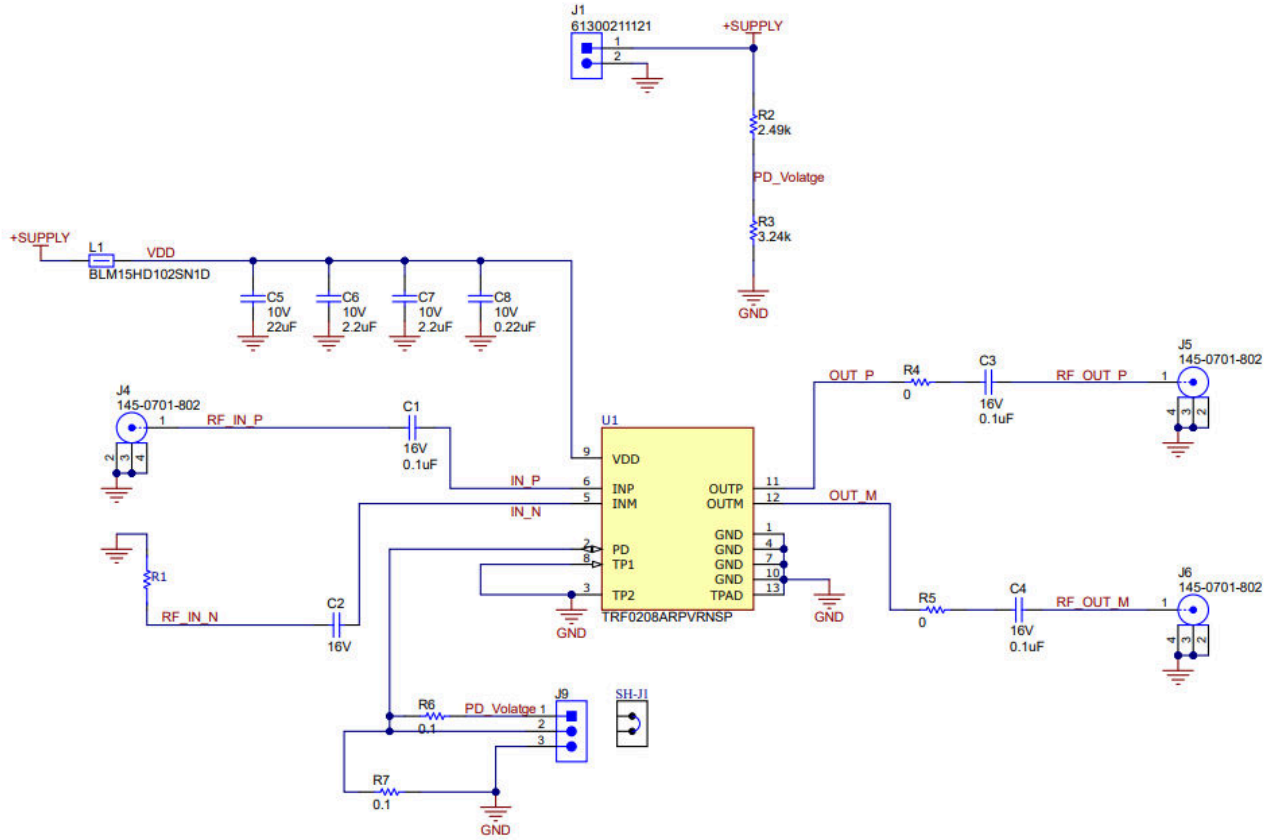 J1
61300211121
1
2
+SUPPLY
R2
2.49k
PD_Volatge
R3
3.24k
GND
+SUPPLY
L1
VDD
BLM15HD102SN1D
C5
10V
22uF
C6
10V
2.2uF
C7
10V
2.2uF
C8
10V
0.22uF
J4
145-0701-802
1
2
3
4
RF_IN_P
C1
16V
0.1uF
IN_P
IN_N
R1
RF_IN_N
C2
16V
U1
9 VDD
6 INP
5 INM
2 PD
8 TP1
3 TP2
OUTP 11
OUTM 12
GND 1
GND 4
GND 7
GND 10
TPAD 13
TRF0208ARPVRNSP
GND
GND
OUT_P
R4
0
C3
16V
0.1uF
RF_OUT_P
J5
145-0701-802
1
4
3
2
OUT_M
R5
0
C4
16V
0.1uF
RF_OUT_M
J6
145-0701-802
1
4
3
2
R6
0.1
PD_Volatge
J9
1
2
3
SH-J1
R7
0.1
GND